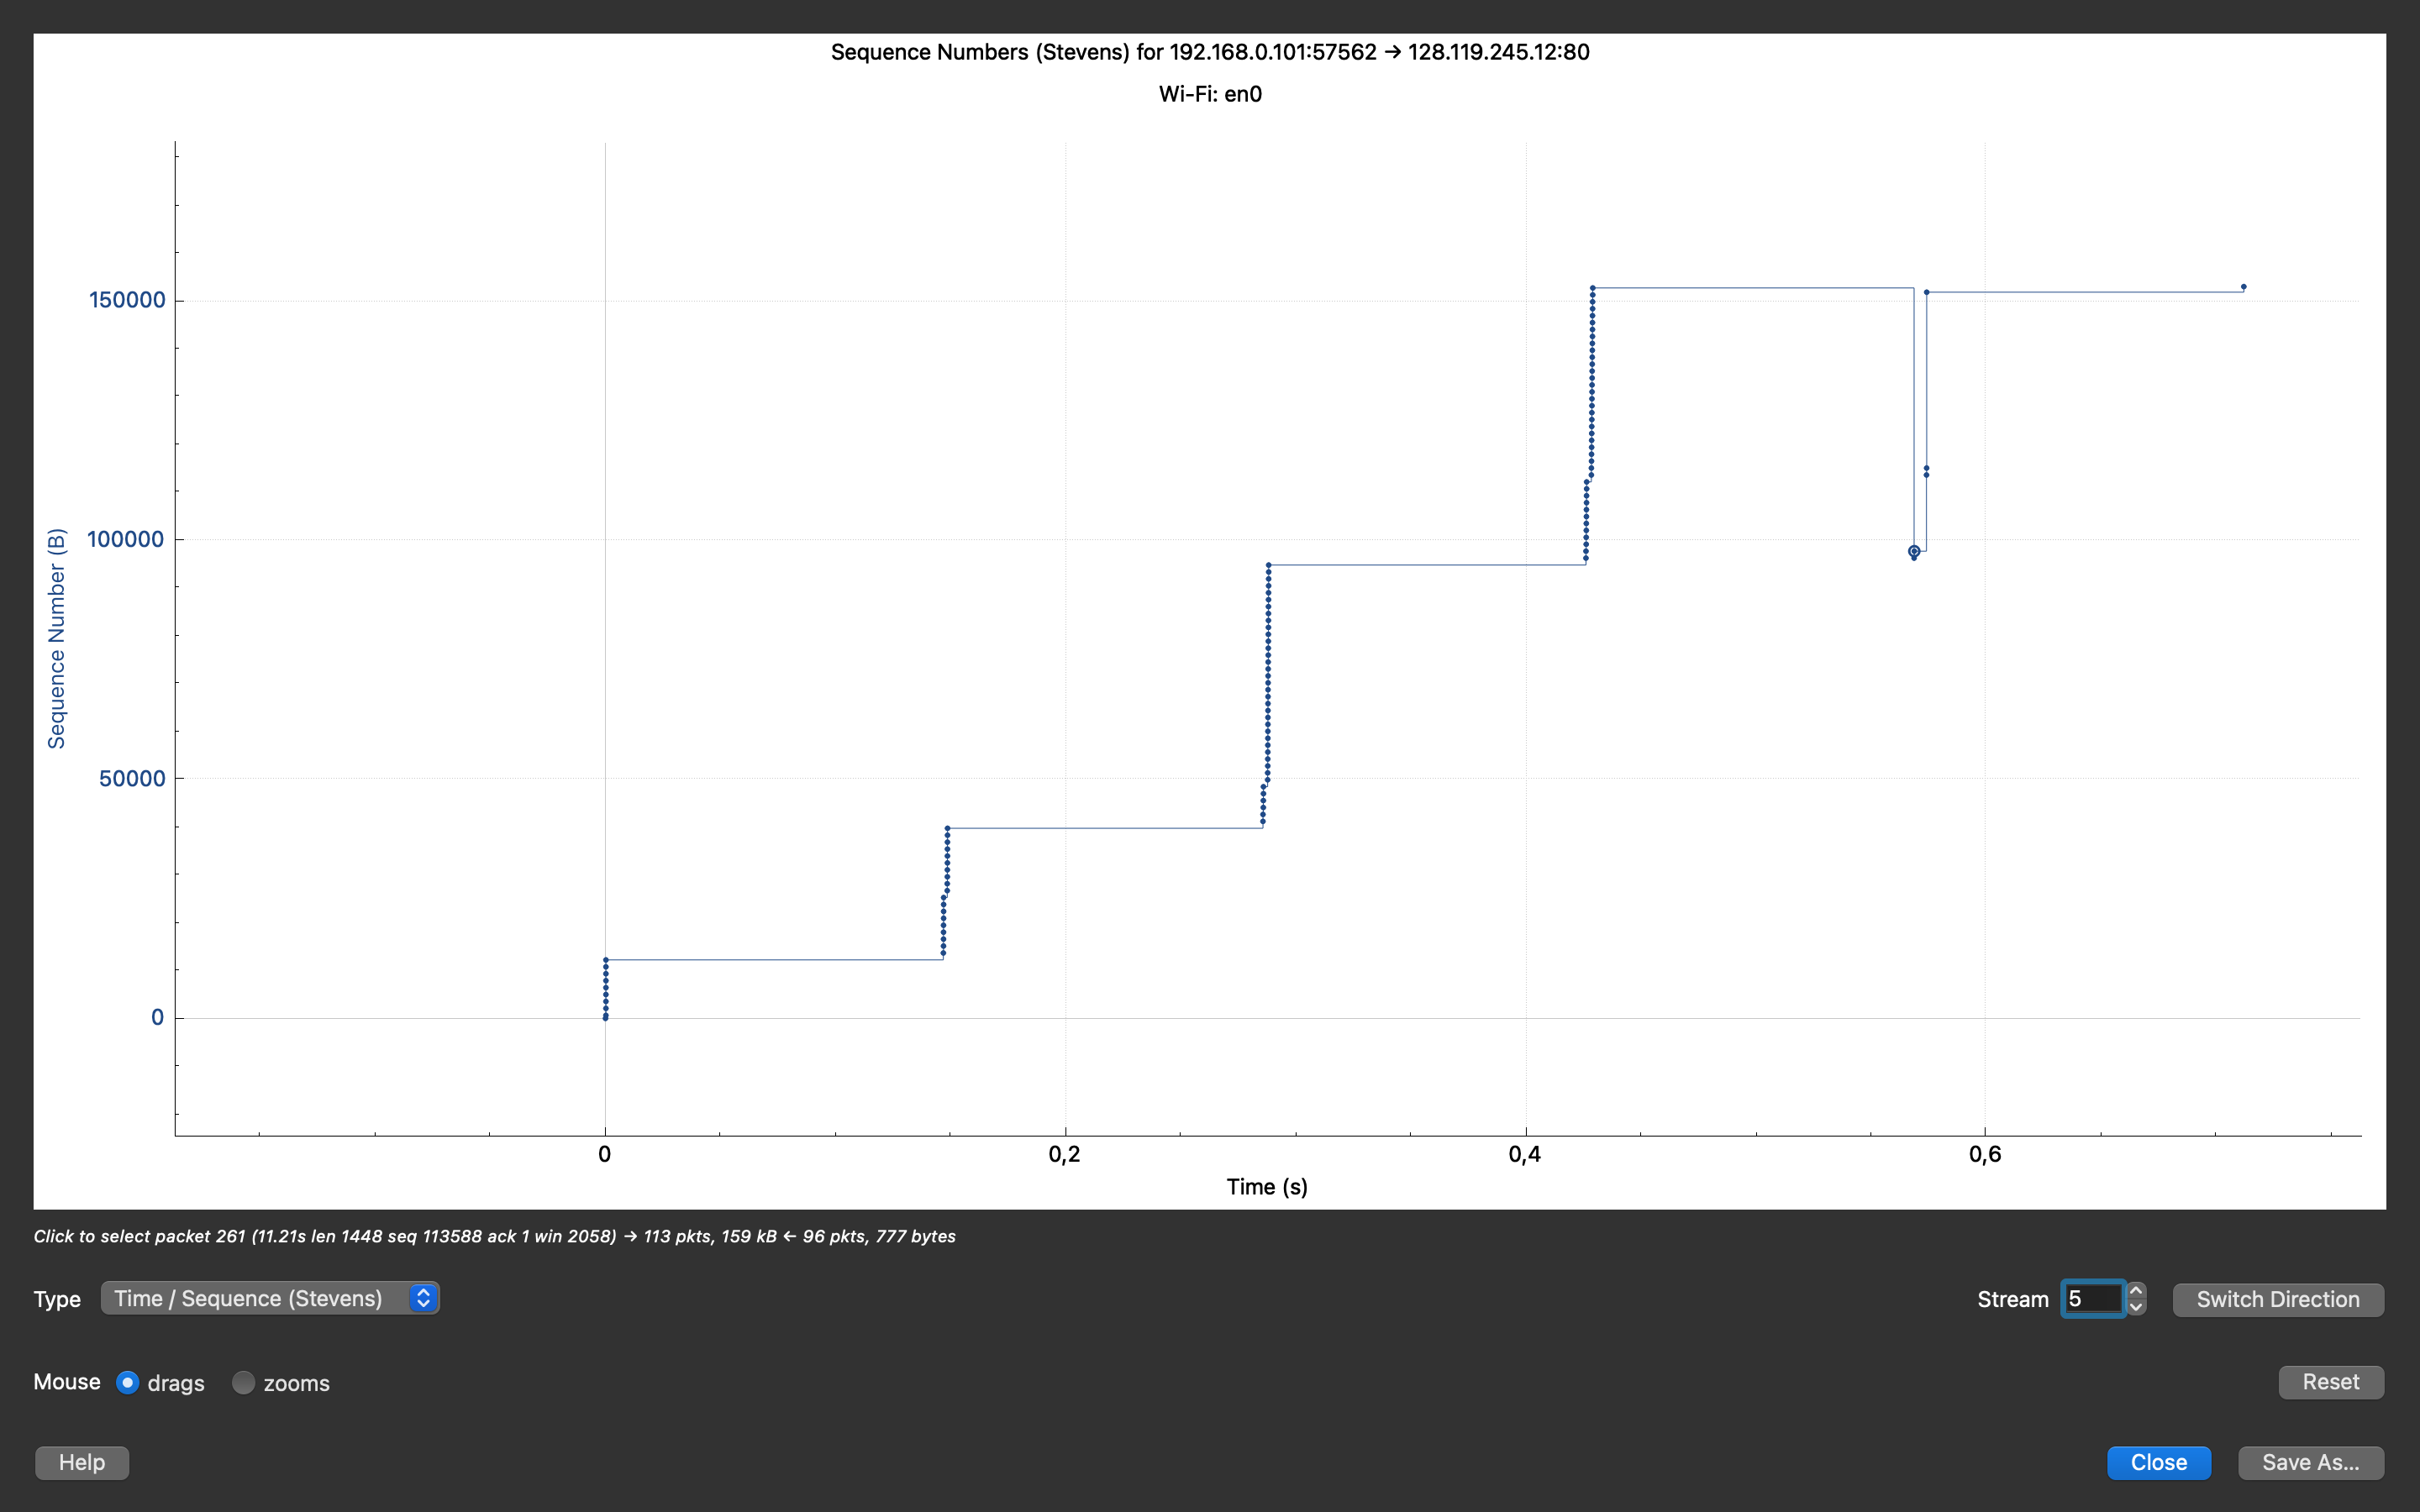 Sequence Numbers (Stevens) for 192.168.0.101:57562 → 128.119.245.12:80
Wi-Fi: en0
150000
100000
50000
0
Sequence Number (B)
0
0,2
0,4
0,6
Time (s)
Click to select packet 261 (11.21s len 1448 seq 113588 ack 1 win 2058) → 113 pkts, 159 kB ← 96 pkts, 777 bytes
Type Time / Sequence (Stevens) Stream 5 Switch Direction
Mouse drags zooms Reset
Help Close Save As...